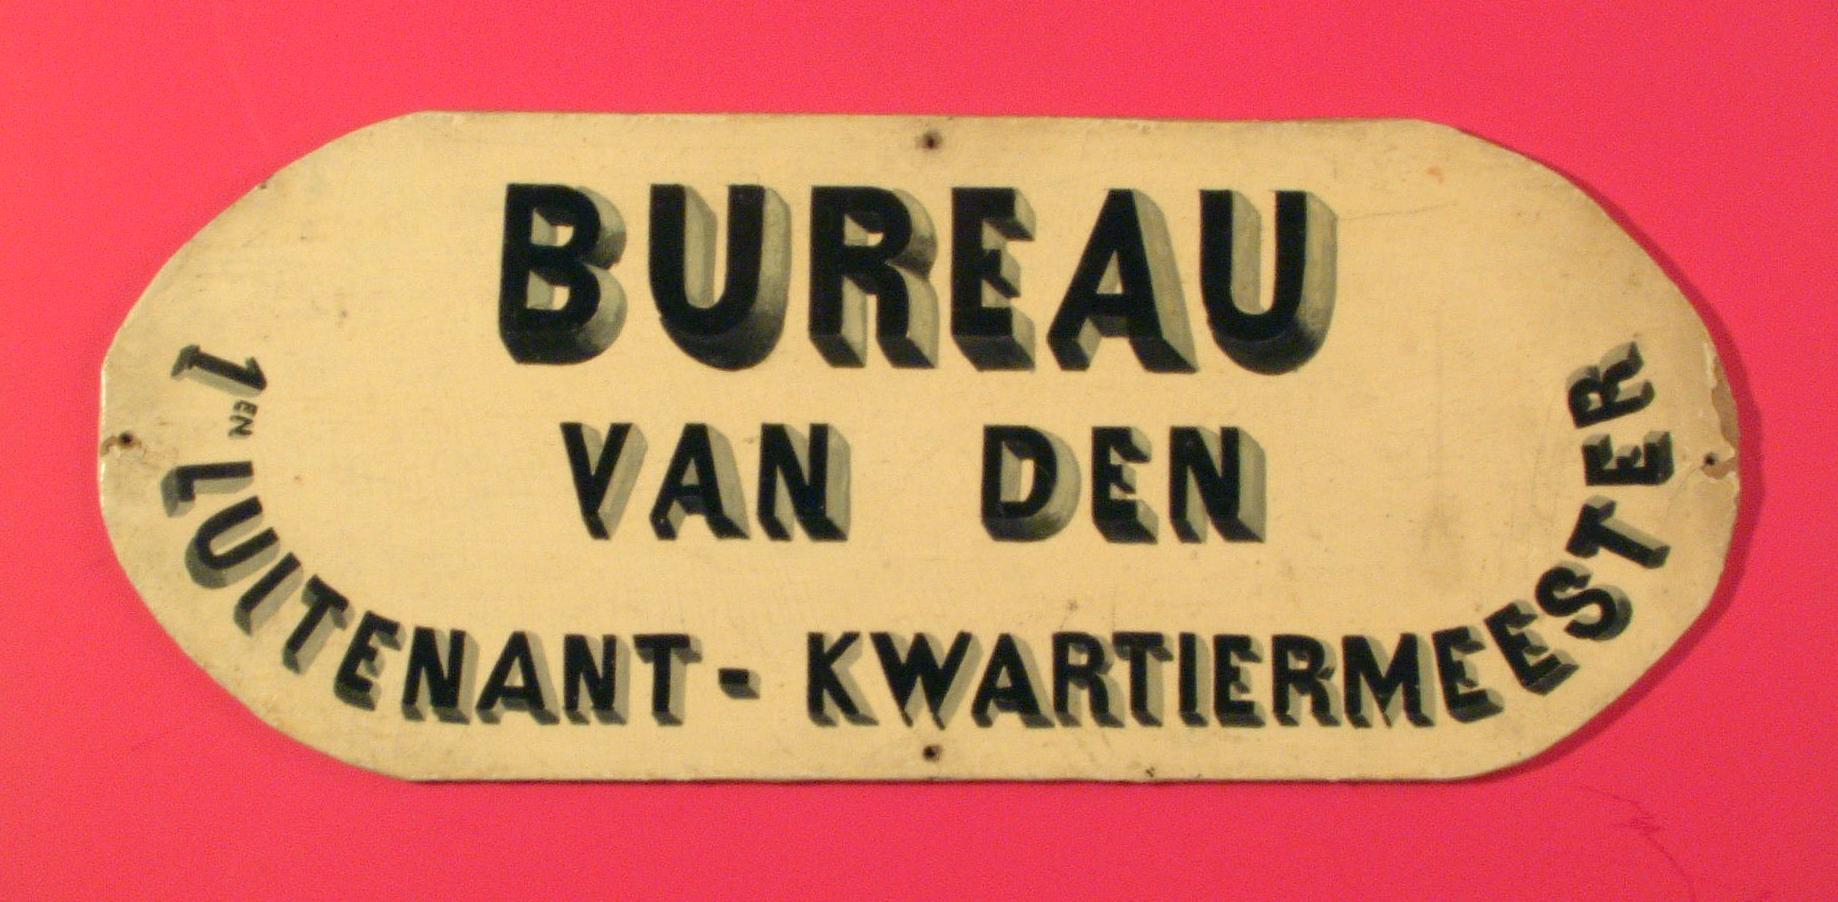 BUREAU
VAN DEN
1EN LUITENANT-KWARTIERMEESTER